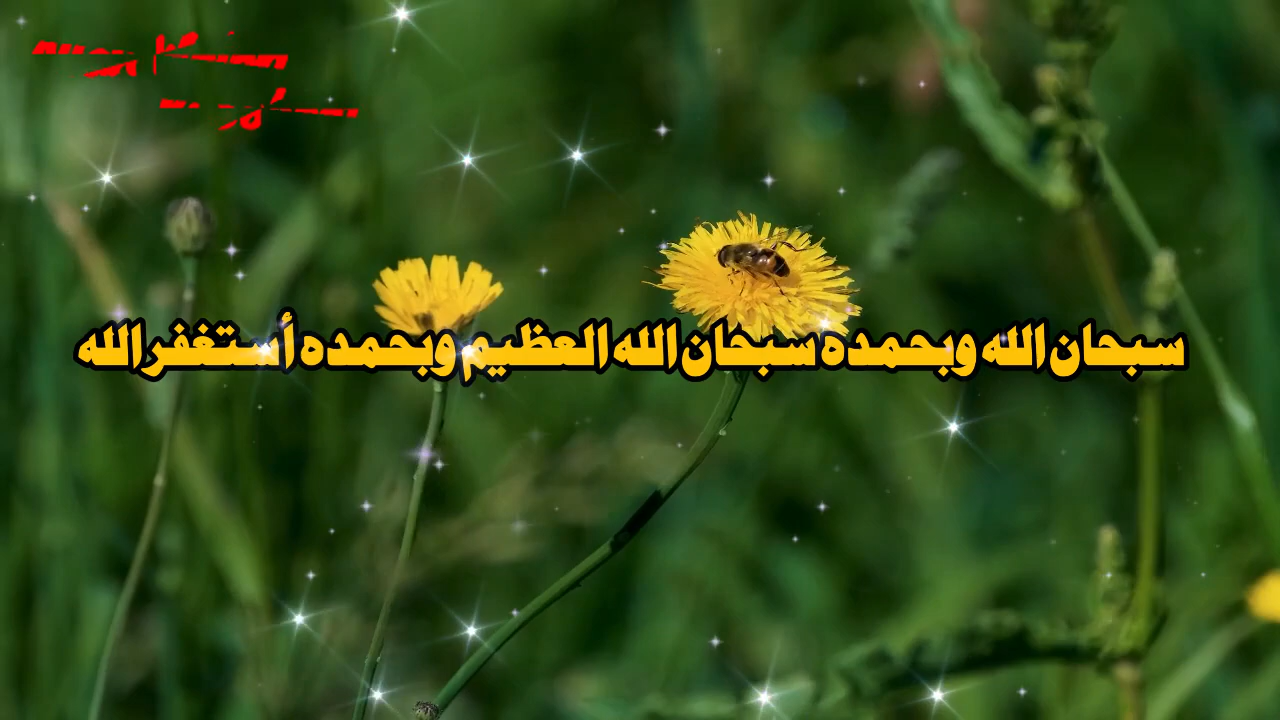 سبحان الله وبحمده سبحان الله العظيم وبحمده أستغفر الله